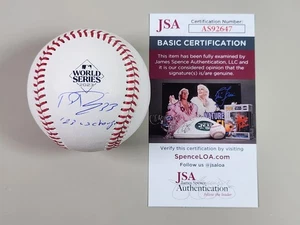 WORLD
SERIES
JSA
Certification Number
AS92647
BASIC CERTIFICATION
This item has been fully examined by
James Spence Authentication, LLC and
it is our considered opinion that the
signature(s) is/are genuine.
Verify this certification by visiting
SpenceLOA.com
Follow us @jsaloa
JSA
Authentication